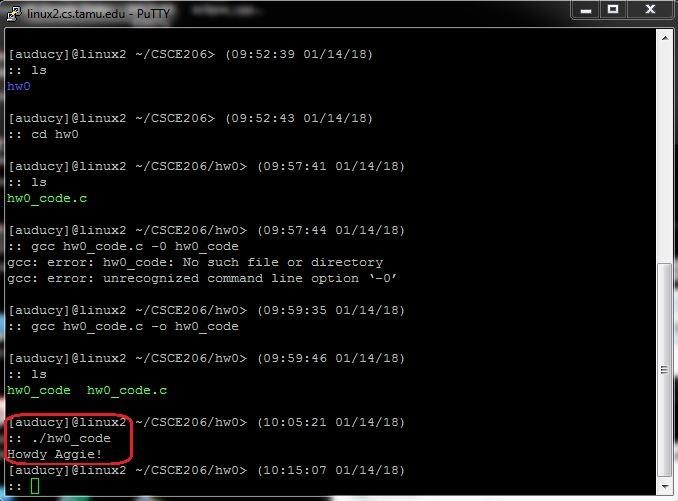 linux2.cs.tamu.edu - PuTTY
[auducy]@linux2 ~/CSCE206> (09:52:39 01/14/18)
:: ls
hw0
[auducy]@linux2 ~/CSCE206> (09:52:43 01/14/18)
:: cd hw0
[auducy]@linux2 ~/CSCE206/hw0> (09:57:41 01/14/18)
:: ls
hw0_code.c
[auducy]@linux2 ~/CSCE206/hw0> (09:57:44 01/14/18)
:: gcc hw0_code.c -0 hw0_code
gcc: error: hw0_code: No such file or directory
gcc: error: unrecognized command line option ‘-0’
[auducy]@linux2 ~/CSCE206/hw0> (09:59:35 01/14/18)
:: gcc hw0_code.c -o hw0_code
[auducy]@linux2 ~/CSCE206/hw0> (09:59:46 01/14/18)
:: ls
hw0_code  hw0_code.c
[auducy]@linux2 ~/CSCE206/hw0> (10:05:21 01/14/18)
:: ./hw0_code
Howdy Aggie!
[auducy]@linux2 ~/CSCE206/hw0> (10:15:07 01/14/18)
::